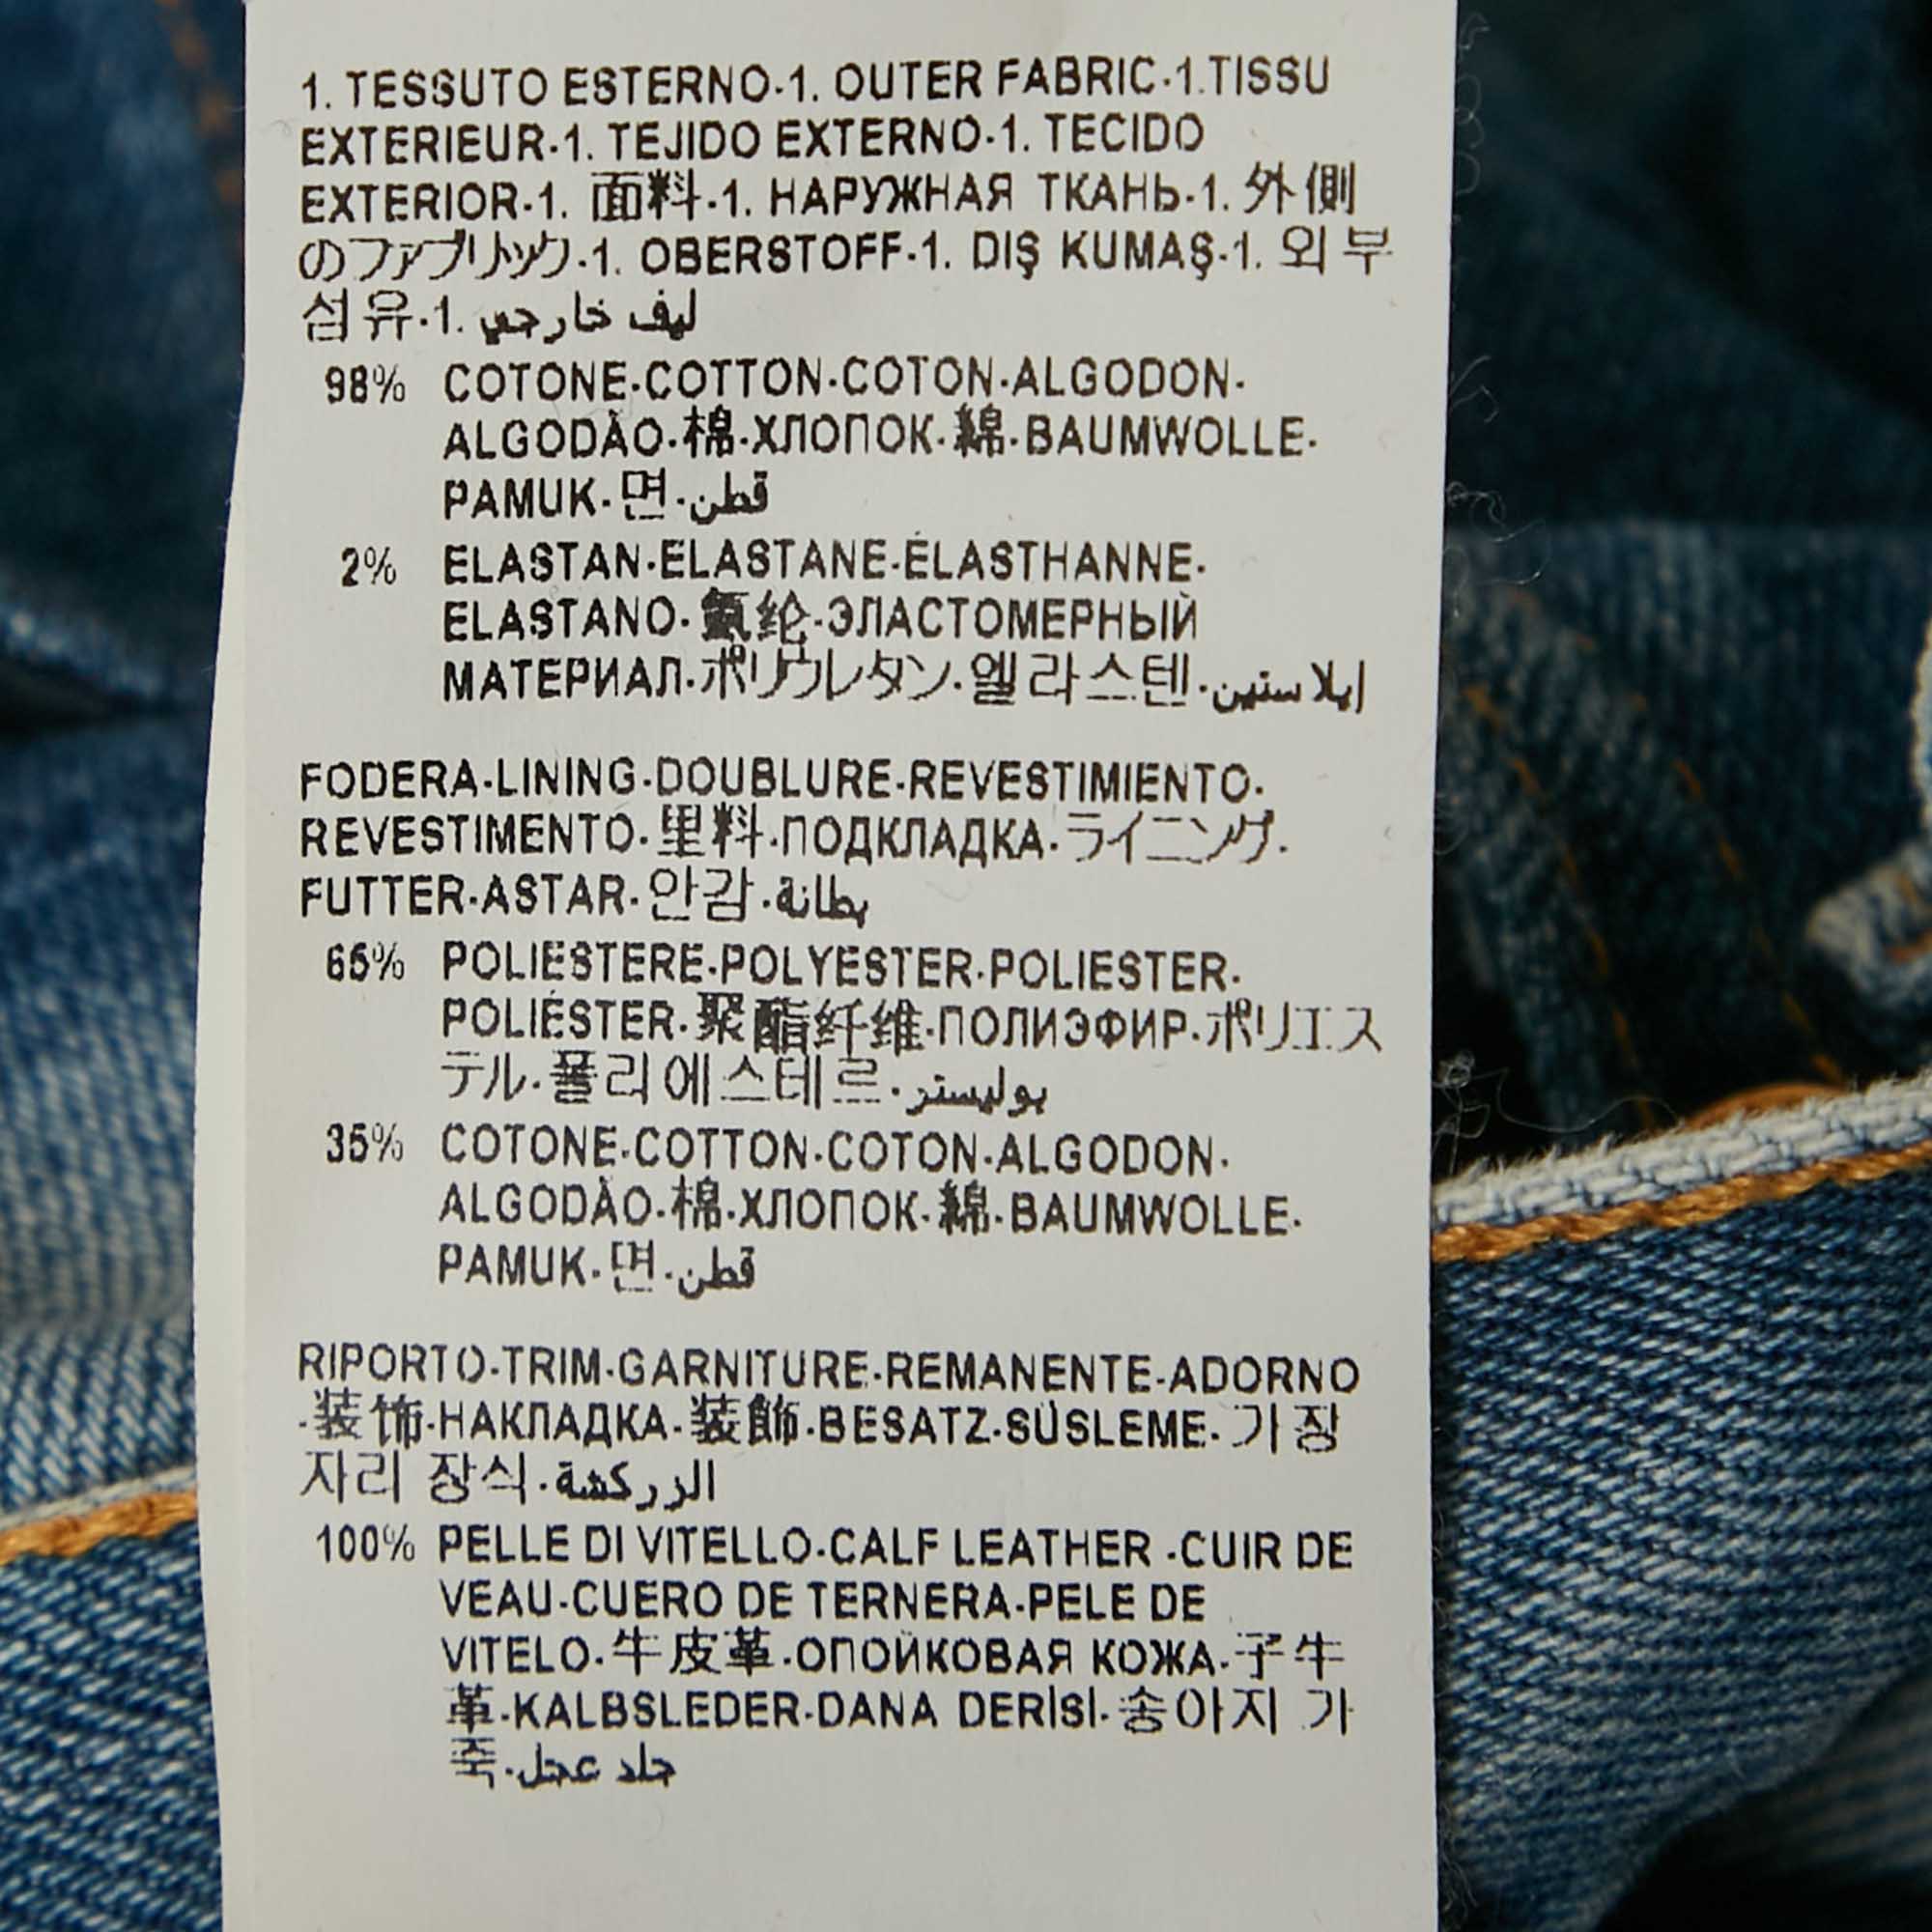 1. TESSUTO ESTERNO-1. OUTER FABRIC-1.TISSU
EXTERIEUR-1. TEJIDO EXTERNO-1. TECIDO
EXTERIOR-1. 面料-1. НАРУЖНАЯ ТКАНЬ-1. 外側
のファブリック-1. OBERSTOFF-1. DIŞ KUMAŞ-1. 외부
섬유-1. ليف خارجي
98% COTONE-COTTON-COTON-ALGODON-
ALGODÃO-棉-ХЛОПОК-綿-BAUMWOLLE-
PAMUK-면-قطن
2% ELASTAN-ELASTANE-ÉLASTHANNE-
ELASTANO-氨纶-ЭЛАСТОМЕРНЫЙ
МАТЕРИАЛ-ポリウレタン-엘라스텐-ايلاستين
FODERA-LINING-DOUBLURE-REVESTIMIENTO-
REVESTIMENTO-里料-ПОДКЛАДКА-ライニング-
FUTTER-ASTAR-안감-بطانة
65% POLIESTERE-POLYESTER-POLIESTER-
POLIÉSTER-聚酯纤维-ПОЛИЭФИР-ポリエス
テル-폴리에스테르-بوليستر
35% COTONE-COTTON-COTON-ALGODON-
ALGODÃO-棉-ХЛОПОК-綿-BAUMWOLLE-
PAMUK-면-قطن
RIPORTO-TRIM-GARNITURE-REMANENTE-ADORNO
-装饰-НАКЛАДКА-装飾-BESATZ-SÜSLEME-가장
자리 장식-الزركشة
100% PELLE DI VITELLO-CALF LEATHER -CUIR DE
VEAU-CUERO DE TERNERA-PELE DE
VITELO-牛皮革-ОПОЙКОВАЯ КОЖА-子牛
革-KALBSLEDER-DANA DERİSİ-송아지 가
죽-جلد عجل